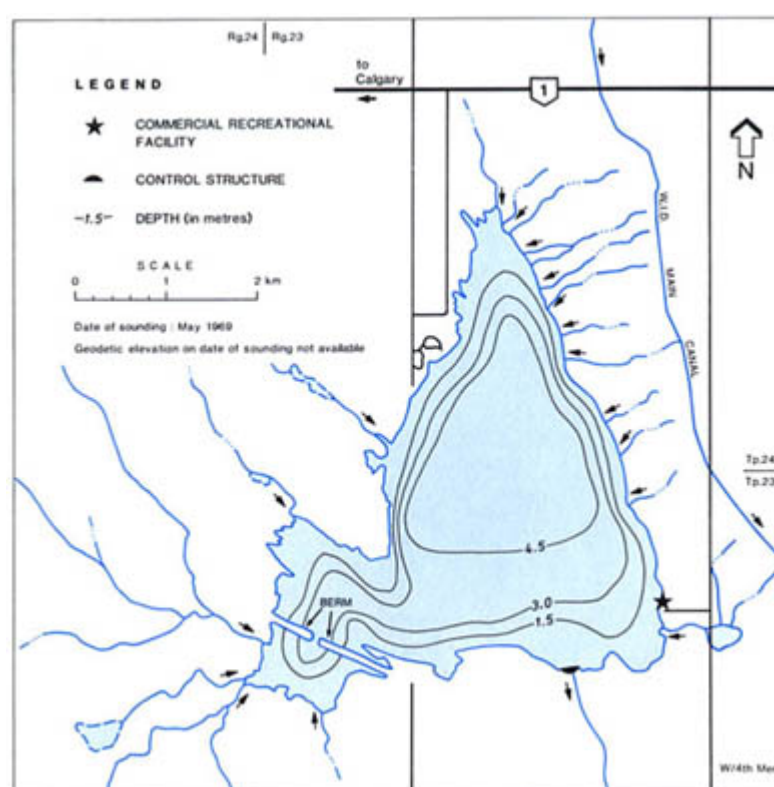 Rg.24 Rg.23
LEGEND
COMMERCIAL RECREATIONAL
FACILITY
CONTROL STRUCTURE
-1.5- DEPTH (in metres)
SCALE
0 1 2 km
Date of sounding : May 1969
Geodetic elevation on date of sounding not available
to
Calgary
1
N
W.I.D.
MAIN
CANAL
Tp.24
Tp.23
4.5
3.0
1.5
BERM
W/4th Mer